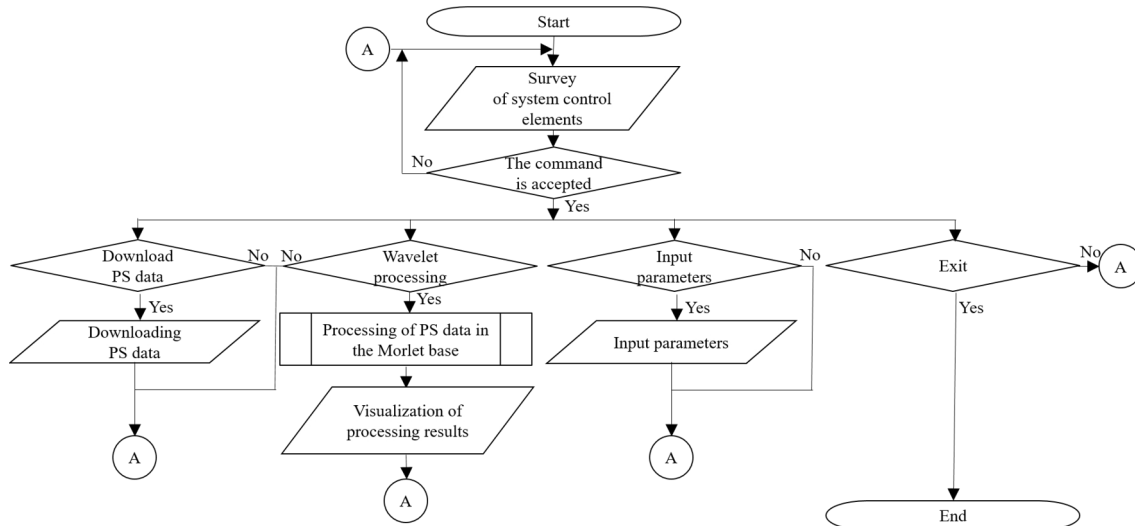 Start
A
Survey
of system control
elements
No
The command
is accepted
Yes
Download
PS data
No
No
Wavelet
processing
Input
parameters
No
Exit
No
A
Yes
Yes
Yes
Yes
Downloading
PS data
Processing of PS data in
the Morlet base
Input parameters
Visualization of
processing results
A
A
A
End